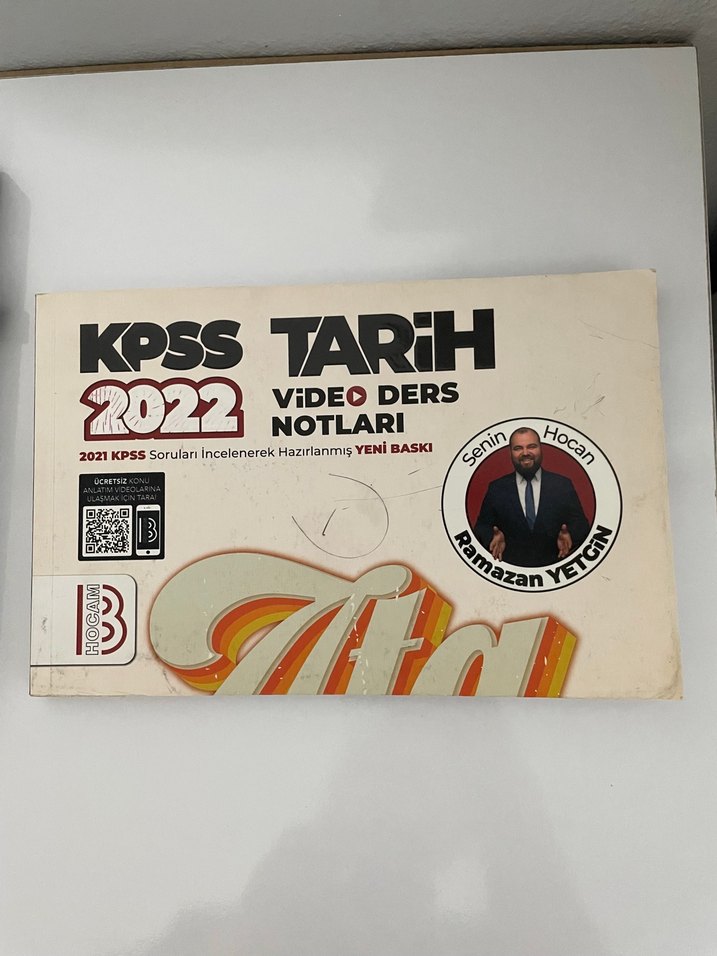 KPSS TARİH
2022 VİDEO DERS
NOTLARI
2021 KPSS Soruları İncelenerek Hazırlanmış YENİ BASKI
Senin Hocan
Ramazan YETGİN
ÜCRETSİZ KONU
ANLATIM VİDEOLARINA
ULAŞMAK İÇİN TARA!
B
HOCAM
B
Ata